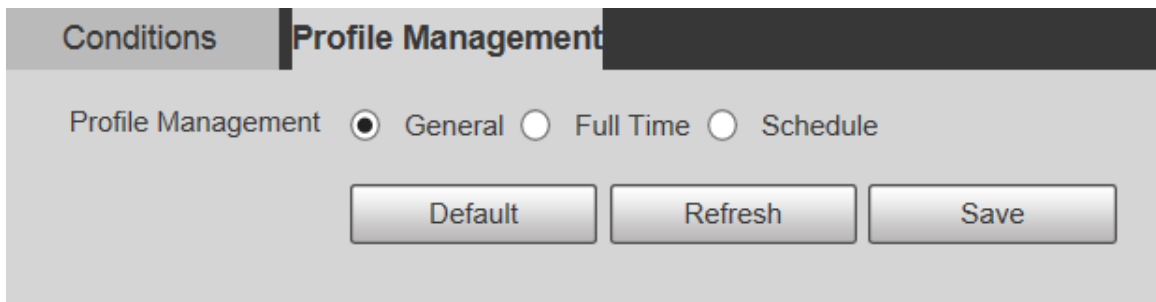 Conditions Profile Management
Profile Management General Full Time Schedule
Default Refresh Save